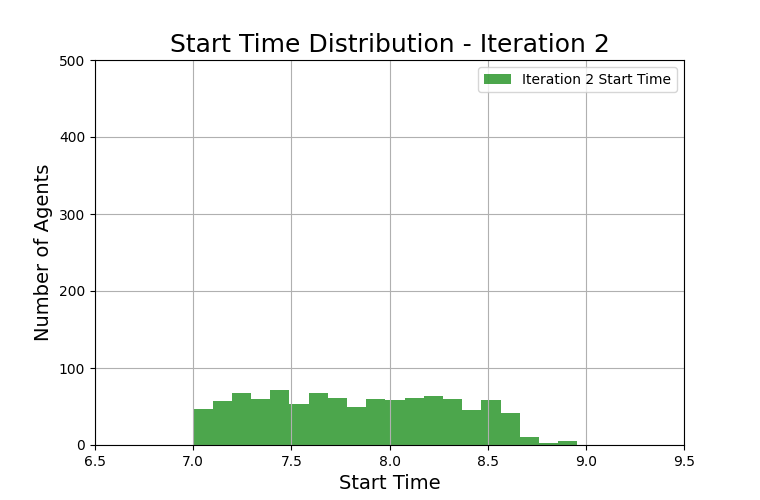 Start Time Distribution - Iteration 2
500
Iteration 2 Start Time
400
300
200
100
0
Number of Agents
6.5 7.0 7.5 8.0 8.5 9.0 9.5
Start Time